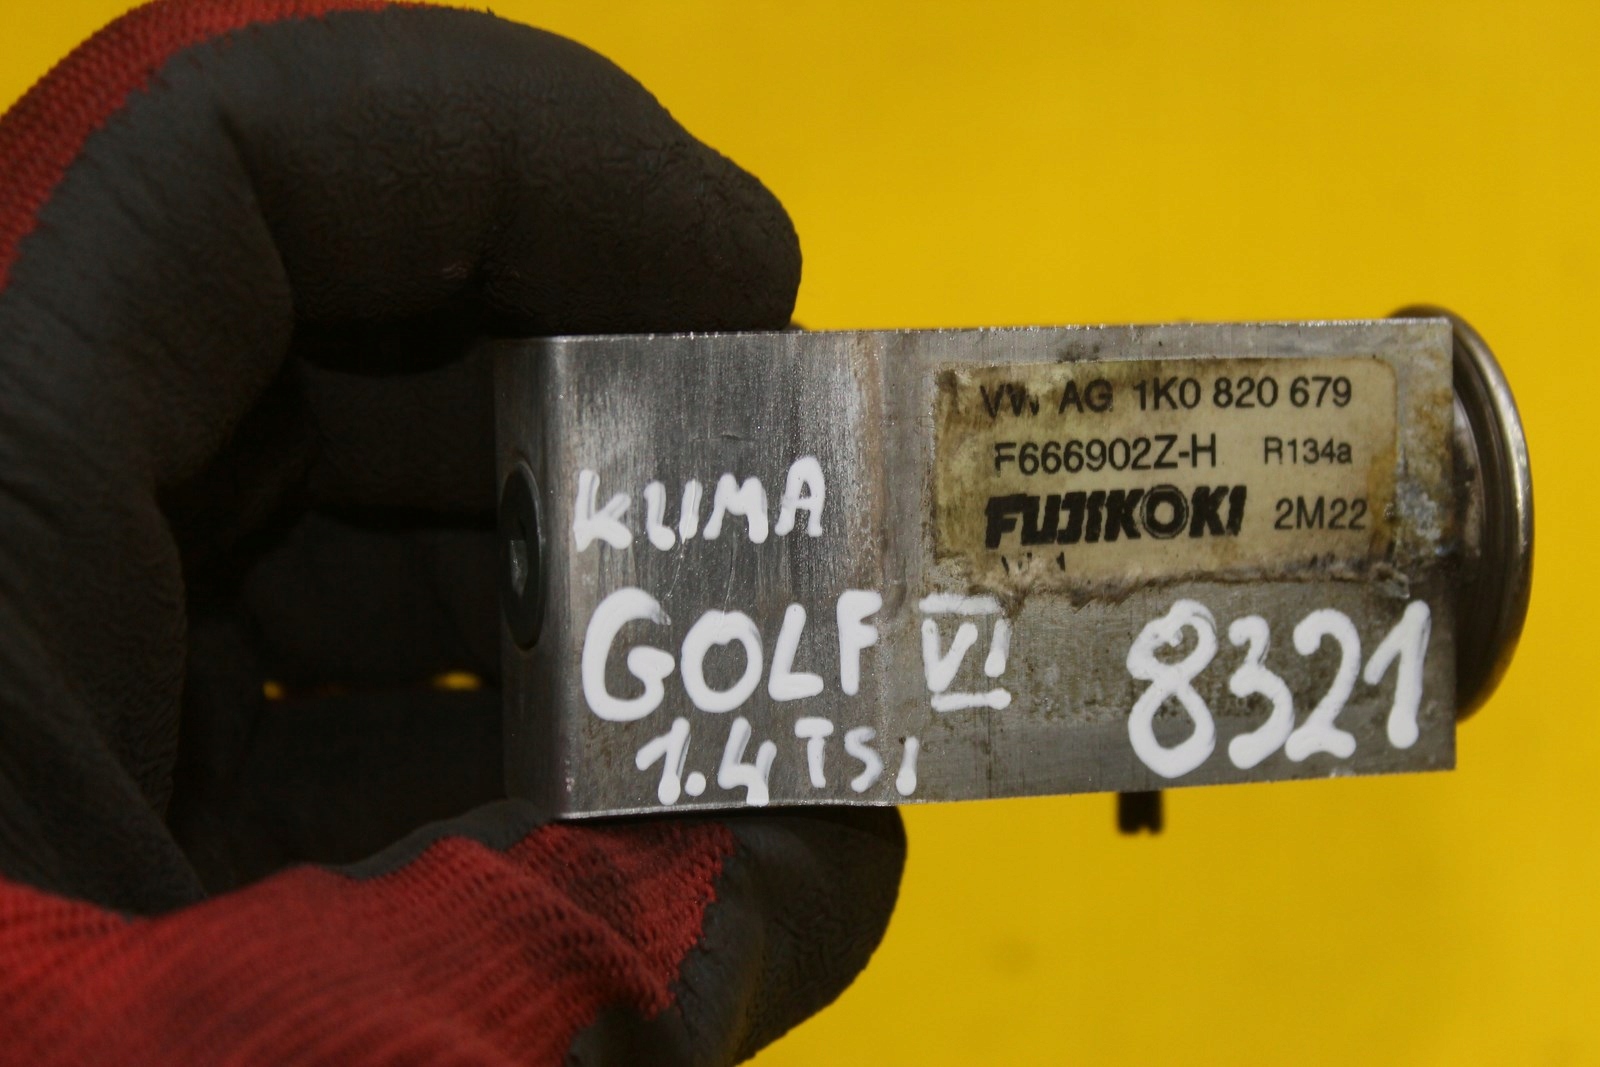 VW AG 1K0 820 679
F666902Z-H R134a
FUJIKOKI 2M22
KLIMA
GOLF VI 8321
1.4 TSI